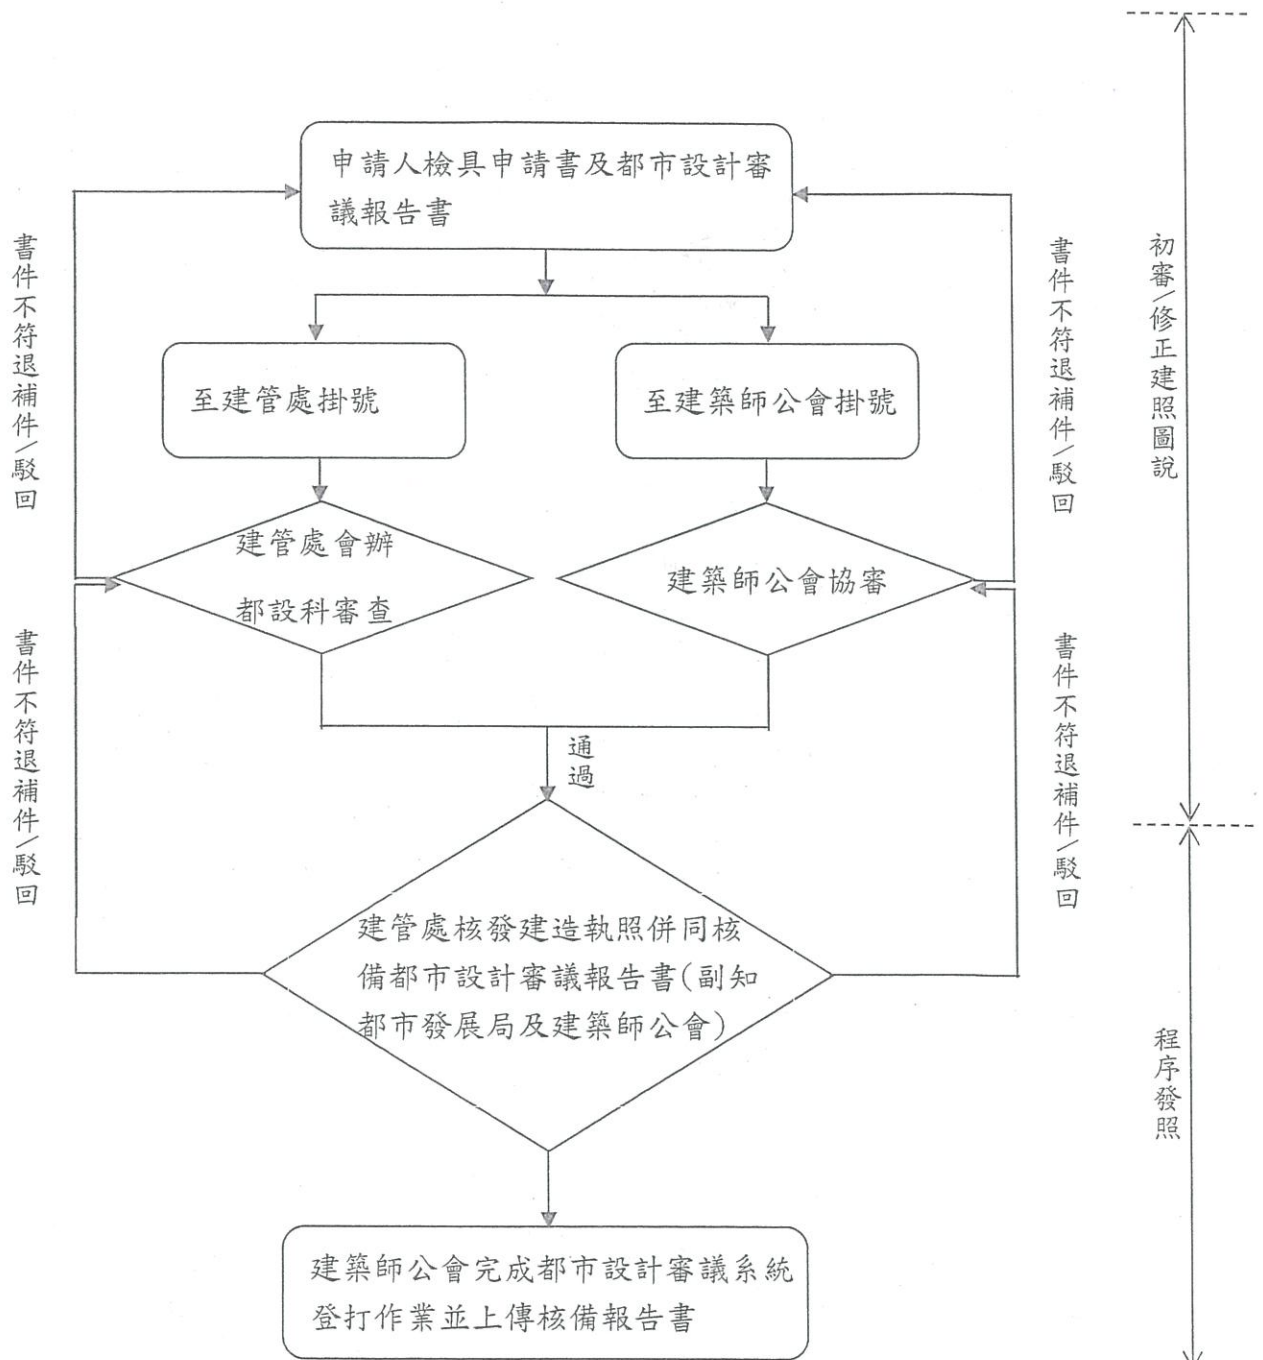 申請人檢具申請書及都市設計審
議報告書
書件不符退補件/駁回
書件不符退補件/駁回
初審/修正建照圖說
至建管處掛號
至建築師公會掛號
建管處會辦
都設科審查
建築師公會協審
書件不符退補件/駁回
書件不符退補件/駁回
通過
建管處核發建造執照併同核
備都市設計審議報告書(副知
都市發展局及建築師公會)
程序發照
建築師公會完成都市設計審議系統
登打作業並上傳核備報告書